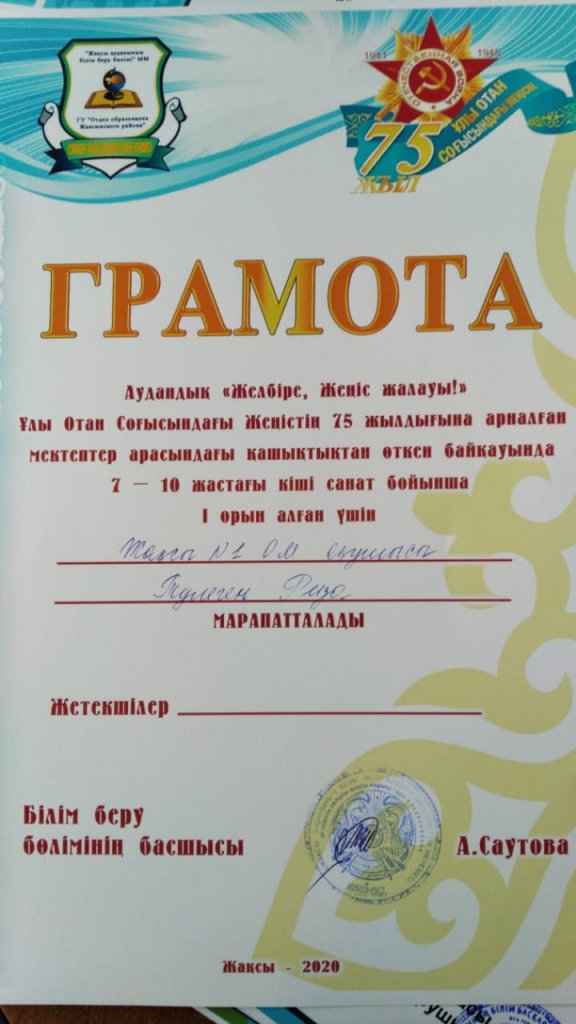 "Жақсы ауданының
білім беру бөлімі" ММ
ГУ "Отдел образования
Жаксынского района"
1941 1945
ОТЕЧЕСТВЕННАЯ ВОЙНА
75
ЖЫЛ
ҰЛЫ ОТАН
СОҒЫСЫНДАҒЫ ЖЕҢІСКЕ
ГРАМОТА
Аудандық «Желбіре, Жеңіс жалауы!»
Ұлы Отан Соғысындағы Жеңістің 75 жылдығына арналған
мектептер арасындағы қашықтықтан өткен байқауында
7 – 10 жастағы кіші санат бойынша
І орын алған үшін
Жақсы №1 ОМ оқушысы
Төлеген
МАРАПАТТАЛАДЫ
Жетекшілер
Білім беру
бөлімінің басшысы
А.Саутова
Жақсы - 2020